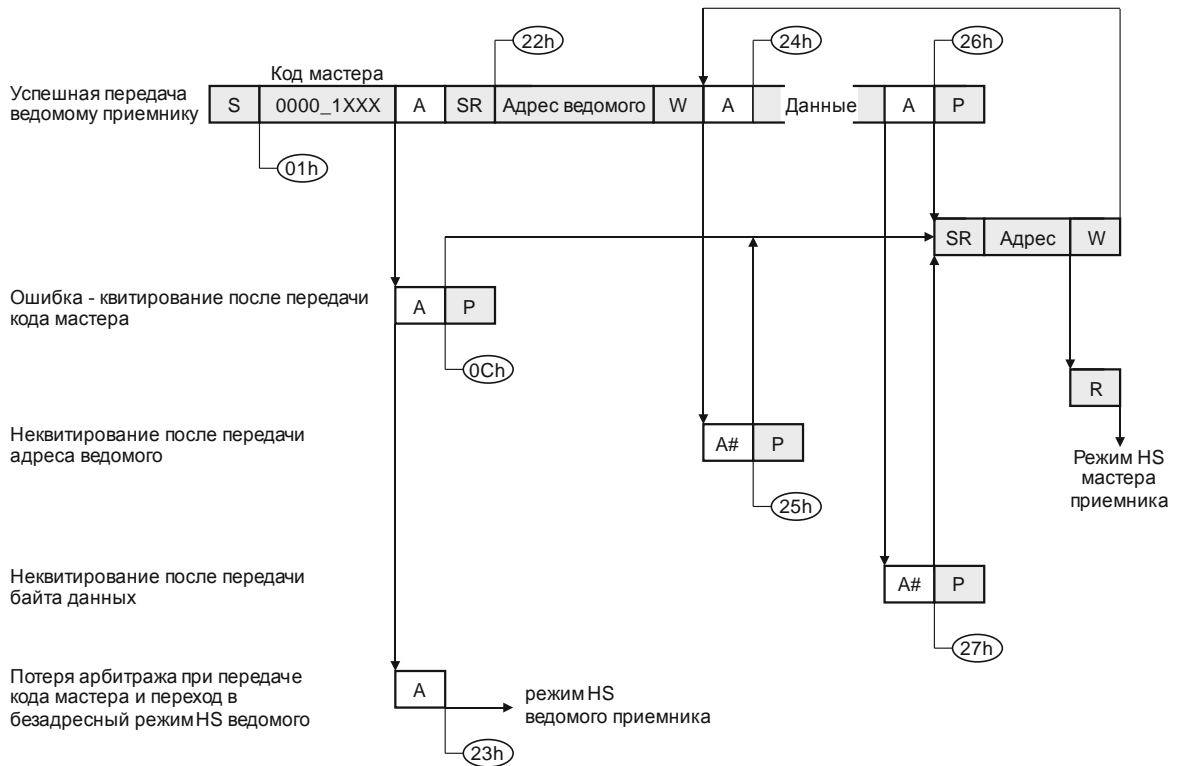 22h
24h
26h
Код мастера
Успешная передача
ведомому приемнику
S 0000_1XXX A SR Адрес ведомого W A Данные A P
01h
SR Адрес W
Ошибка - квитирование после передачи
кода мастера
A P
0Ch
R
Неквитирование после передачи
адреса ведомого
A# P
Режим HS
мастера
приемника
25h
Неквитирование после передачи
байта данных
A# P
27h
Потеря арбитража при передаче
кода мастера и переход в
безадресный режим HS ведомого
A
режим HS
ведомого приемника
23h